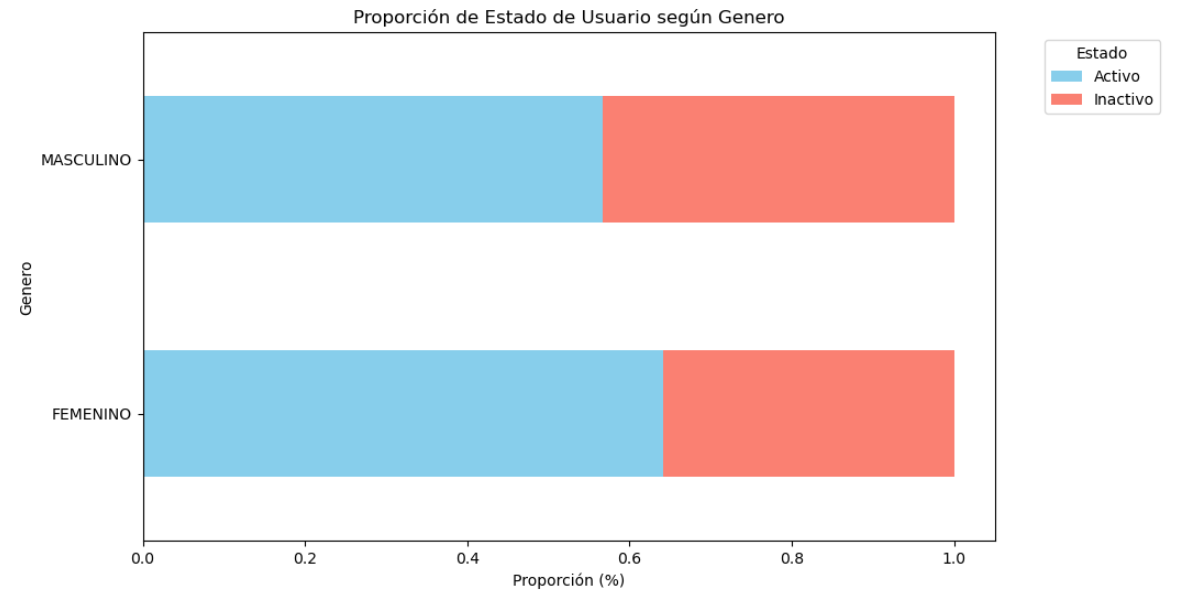 Proporción de Estado de Usuario según Genero
Estado
Activo
Inactivo
MASCULINO
FEMENINO
Genero
0.0
0.2
0.4
0.6
0.8
1.0
Proporción (%)